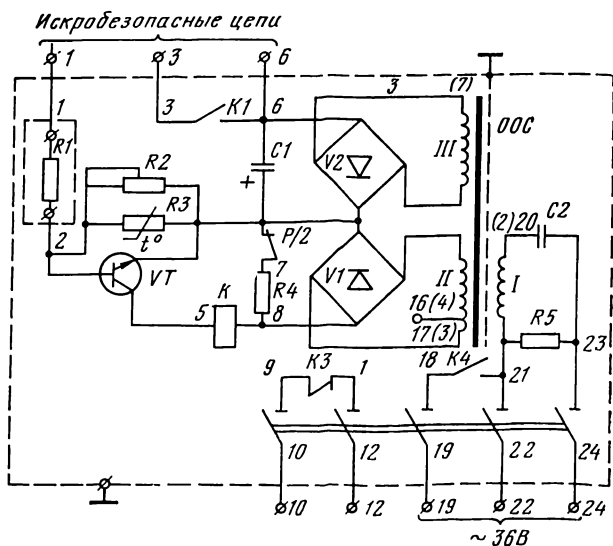 Искробезопасные цепи
1 3 6
1 3 К1 6 3 (7) ООС
R1 C1 V2 III
R2 +
R3 (2)20 C2
2 t° P/2
VT 7 V1 II I
R4 16(4)
5 К 8 17(3) R5 23
9 К3 1 18 К4 21
10 12 19 22 24
10 12 19 22 24
~ 36В